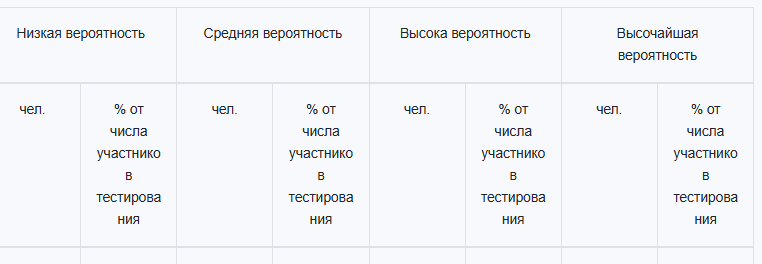 Низкая вероятность
Средняя вероятность
Высока вероятность
Высочайшая
вероятность
чел.
% от
числа
участнико
в
тестирова
ния
чел.
% от
числа
участнико
в
тестирова
ния
чел.
% от
числа
участнико
в
тестирова
ния
чел.
% от
числа
участнико
в
тестирова
ния